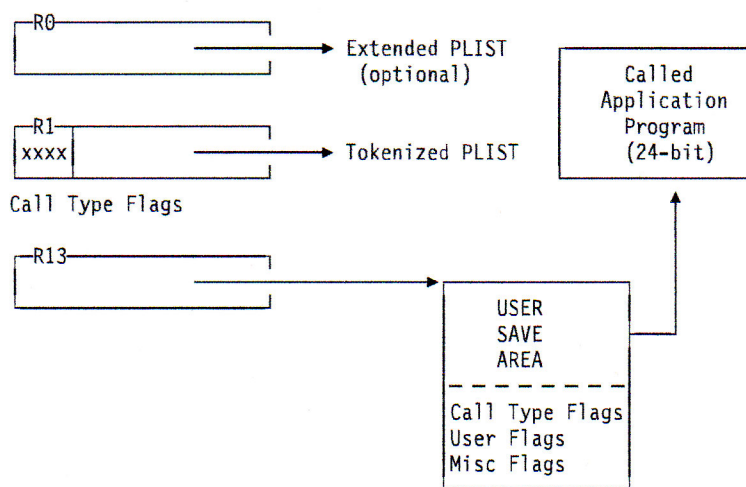 R0
Extended PLIST
(optional)
Called
Application
Program
(24-bit)
R1
xxxx
Tokenized PLIST
Call Type Flags
R13
USER
SAVE
AREA
Call Type Flags
User Flags
Misc Flags